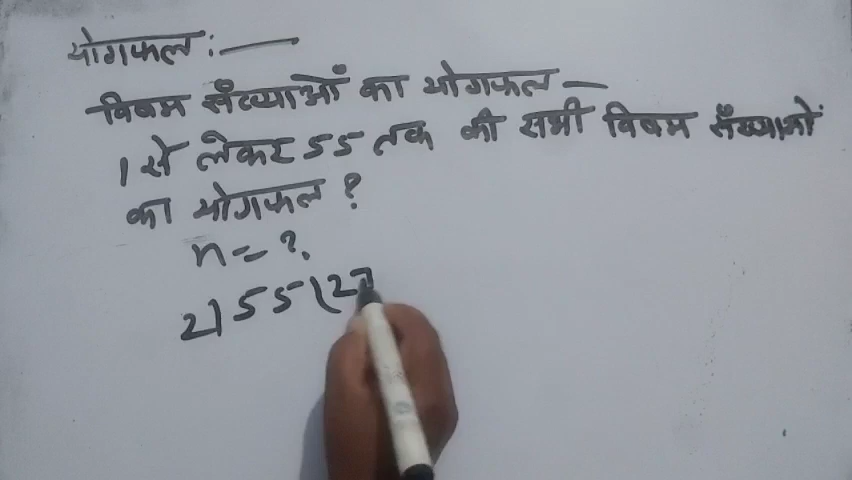 योगफल :—
विषम सँख्याओं का योगफल —
1 से लेकर 55 तक की सभी विषम सँख्याओं
का योगफल ?
n = ?
2) 55 (27